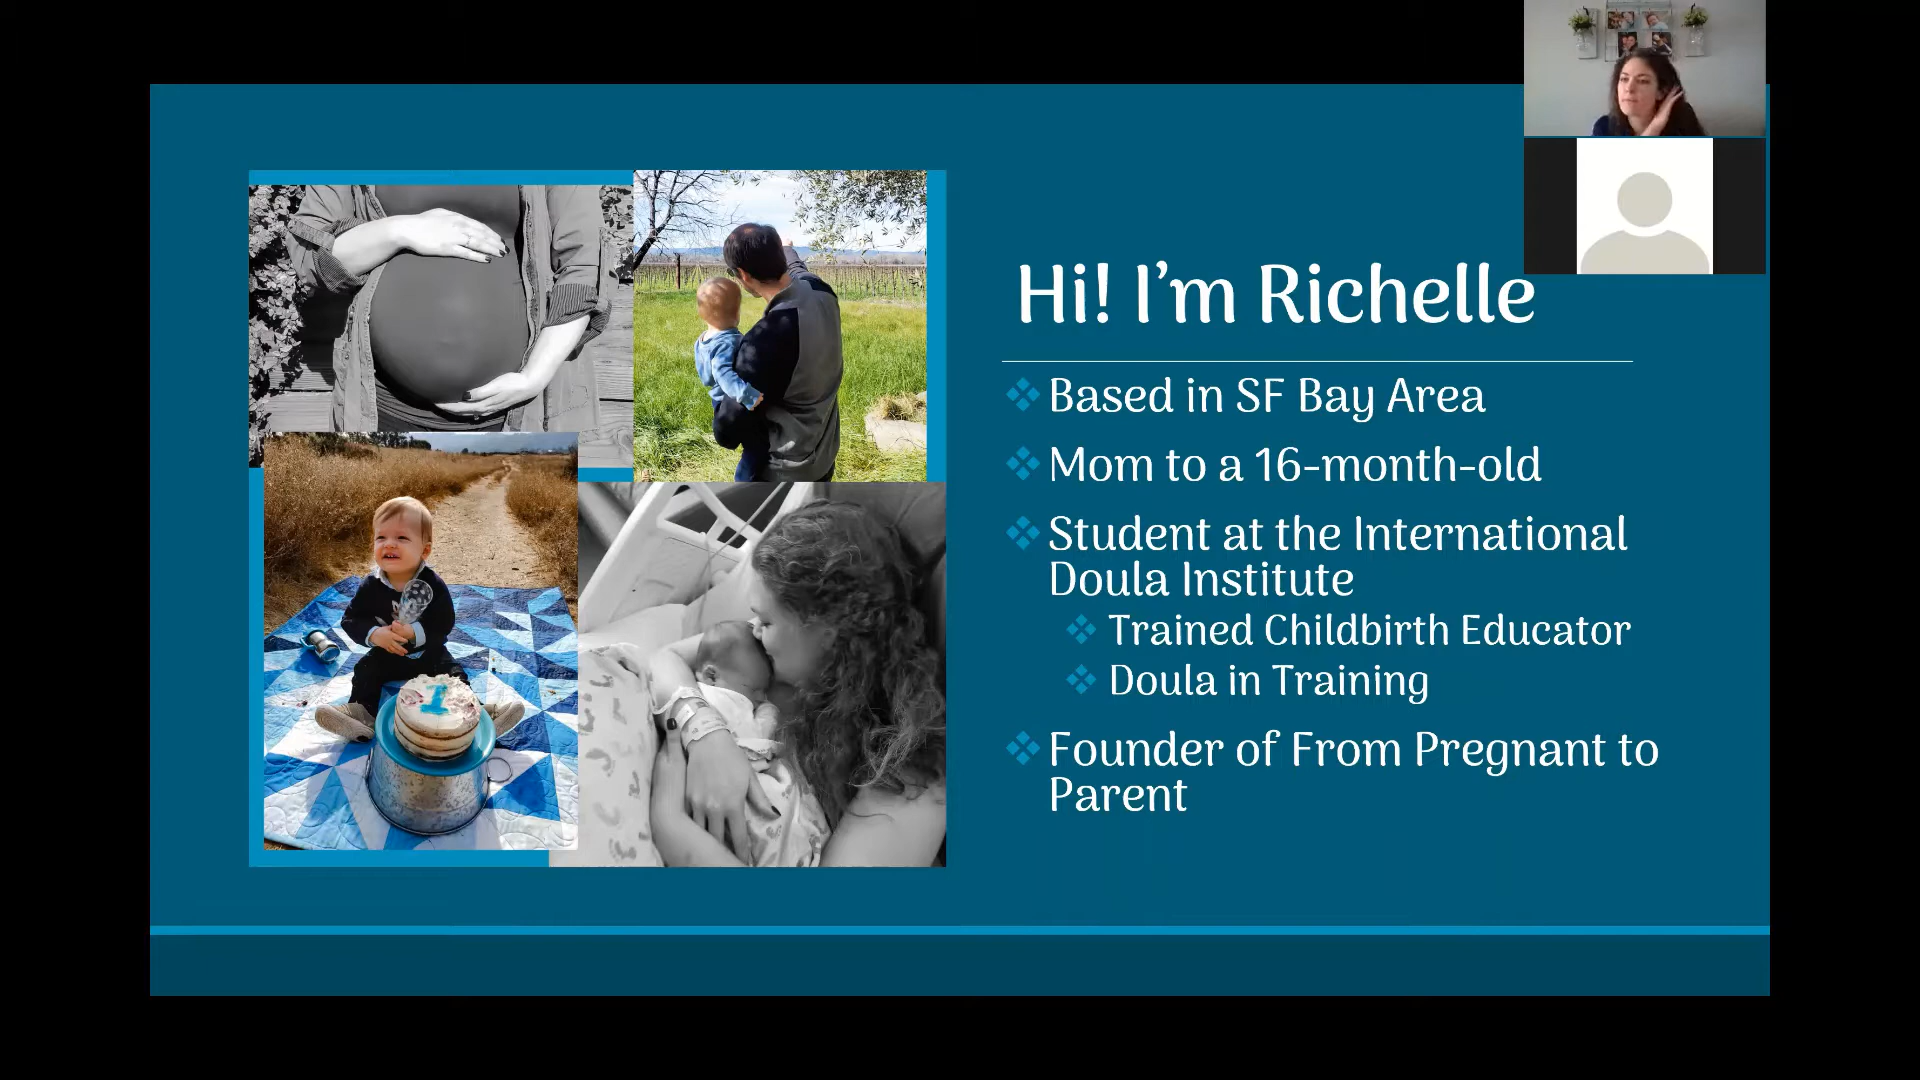 Hi! I'm Richelle
Based in SF Bay Area
Mom to a 16-month-old
Student at the International
Doula Institute
Trained Childbirth Educator
Doula in Training
Founder of From Pregnant to
Parent
1